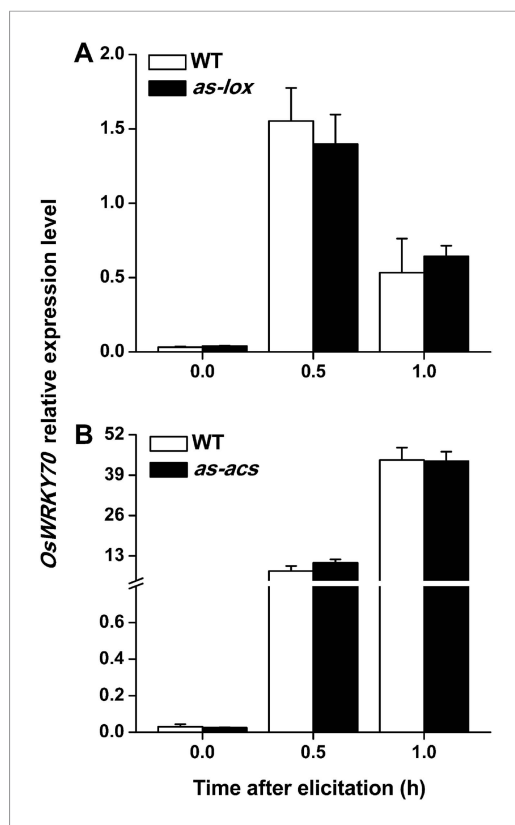 A
WT
as-lox
2.0
1.5
1.0
0.5
0.0
0.0 0.5 1.0
OsWRKY70 relative expression level
B
WT
as-acs
52
39
26
13
0.6
0.4
0.2
0.0
0.0 0.5 1.0
Time after elicitation (h)